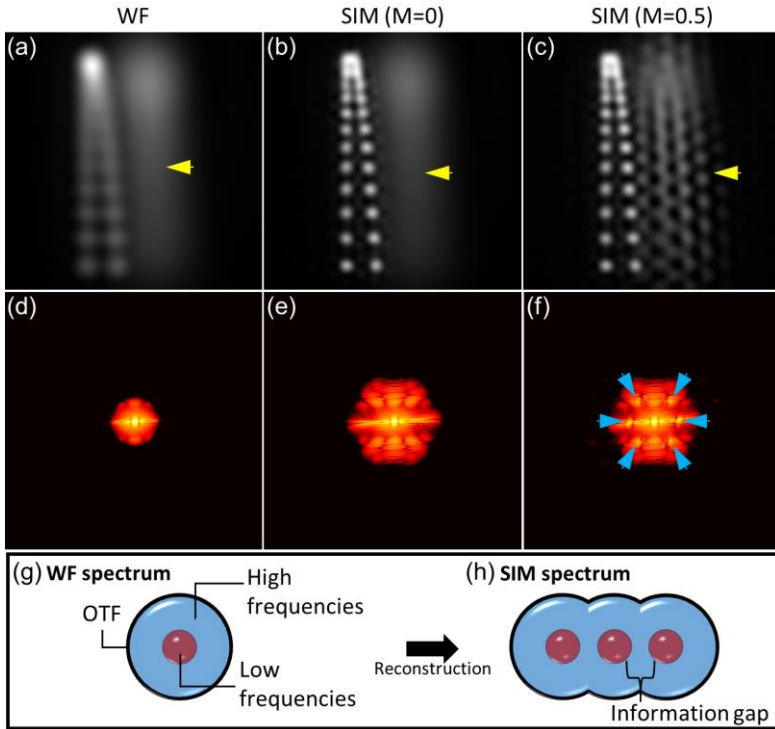 WF SIM (M=0) SIM (M=0.5)
(a) (b) (c)
(d) (e) (f)
(g) WF spectrum
High
frequencies
OTF
Low
frequencies
Reconstruction
(h) SIM spectrum
Information gap